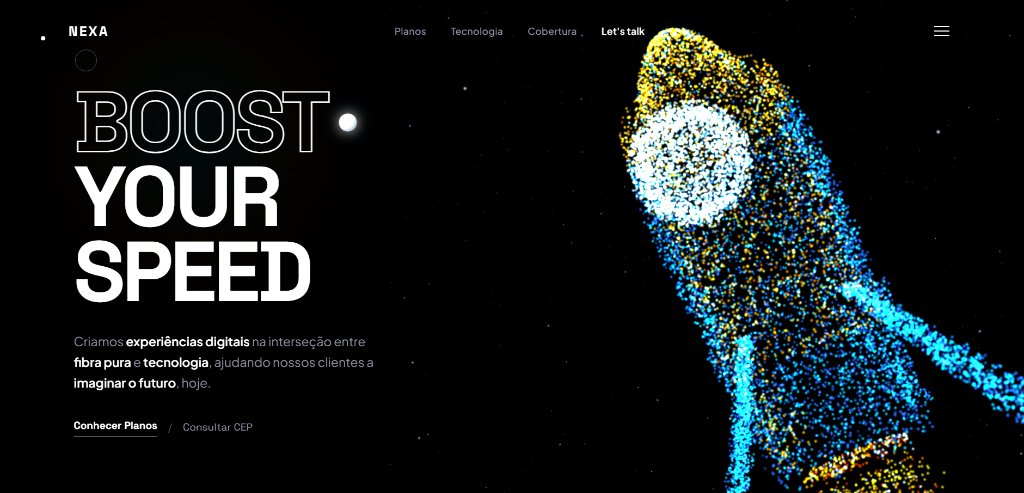 NEXA
Planos Tecnologia Cobertura Let's talk
BOOST
YOUR
SPEED
Criamos experiências digitais na interseção entre
fibra pura e tecnologia, ajudando nossos clientes a
imaginar o futuro, hoje.
Conhecer Planos / Consultar CEP